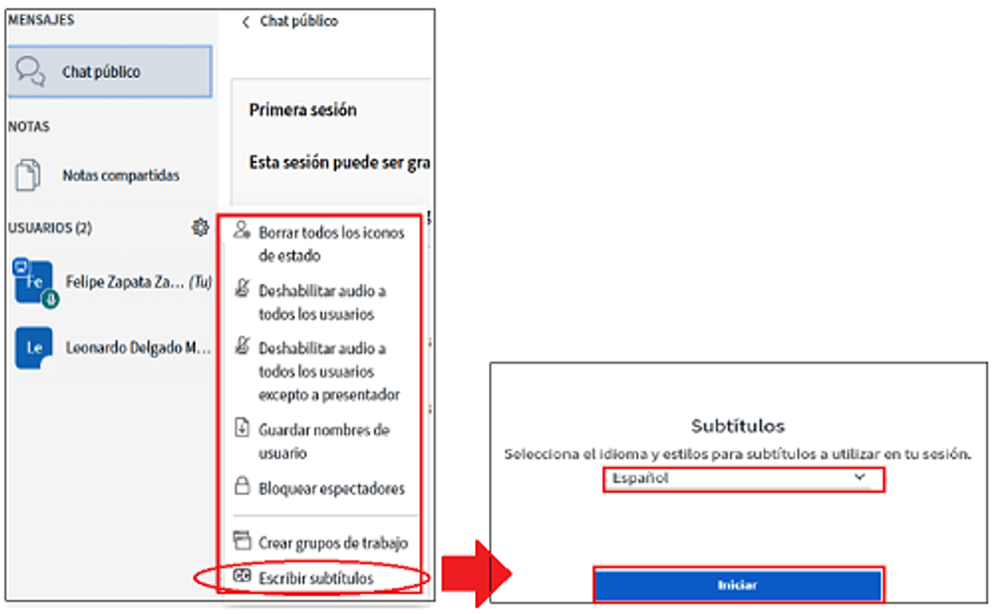 MENSAJES
Chat público
NOTAS
Notas compartidas
USUARIOS (2)
Fe
Felipe Zapata Za... (Tu)
Le
Leonardo Delgado M...
Chat público
Primera sesión
Esta sesión puede ser gra
Borrar todos los iconos
de estado
Deshabilitar audio a
todos los usuarios
Deshabilitar audio a
todos los usuarios
excepto a presentador
Guardar nombres de
usuario
Bloquear espectadores
Crear grupos de trabajo
Escribir subtítulos
Subtítulos
Selecciona el idioma y estilos para subtítulos a utilizar en tu sesión.
Español
Iniciar